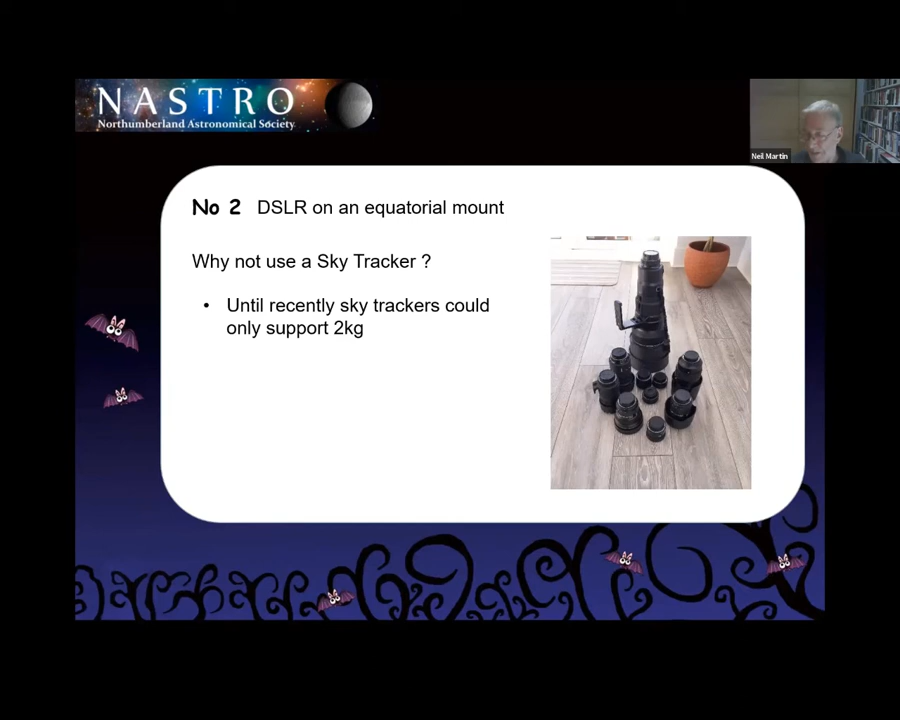 NASTRO
Northumberland Astronomical Society
Neil Martin
No 2 DSLR on an equatorial mount
Why not use a Sky Tracker ?
• Until recently sky trackers could
only support 2kg